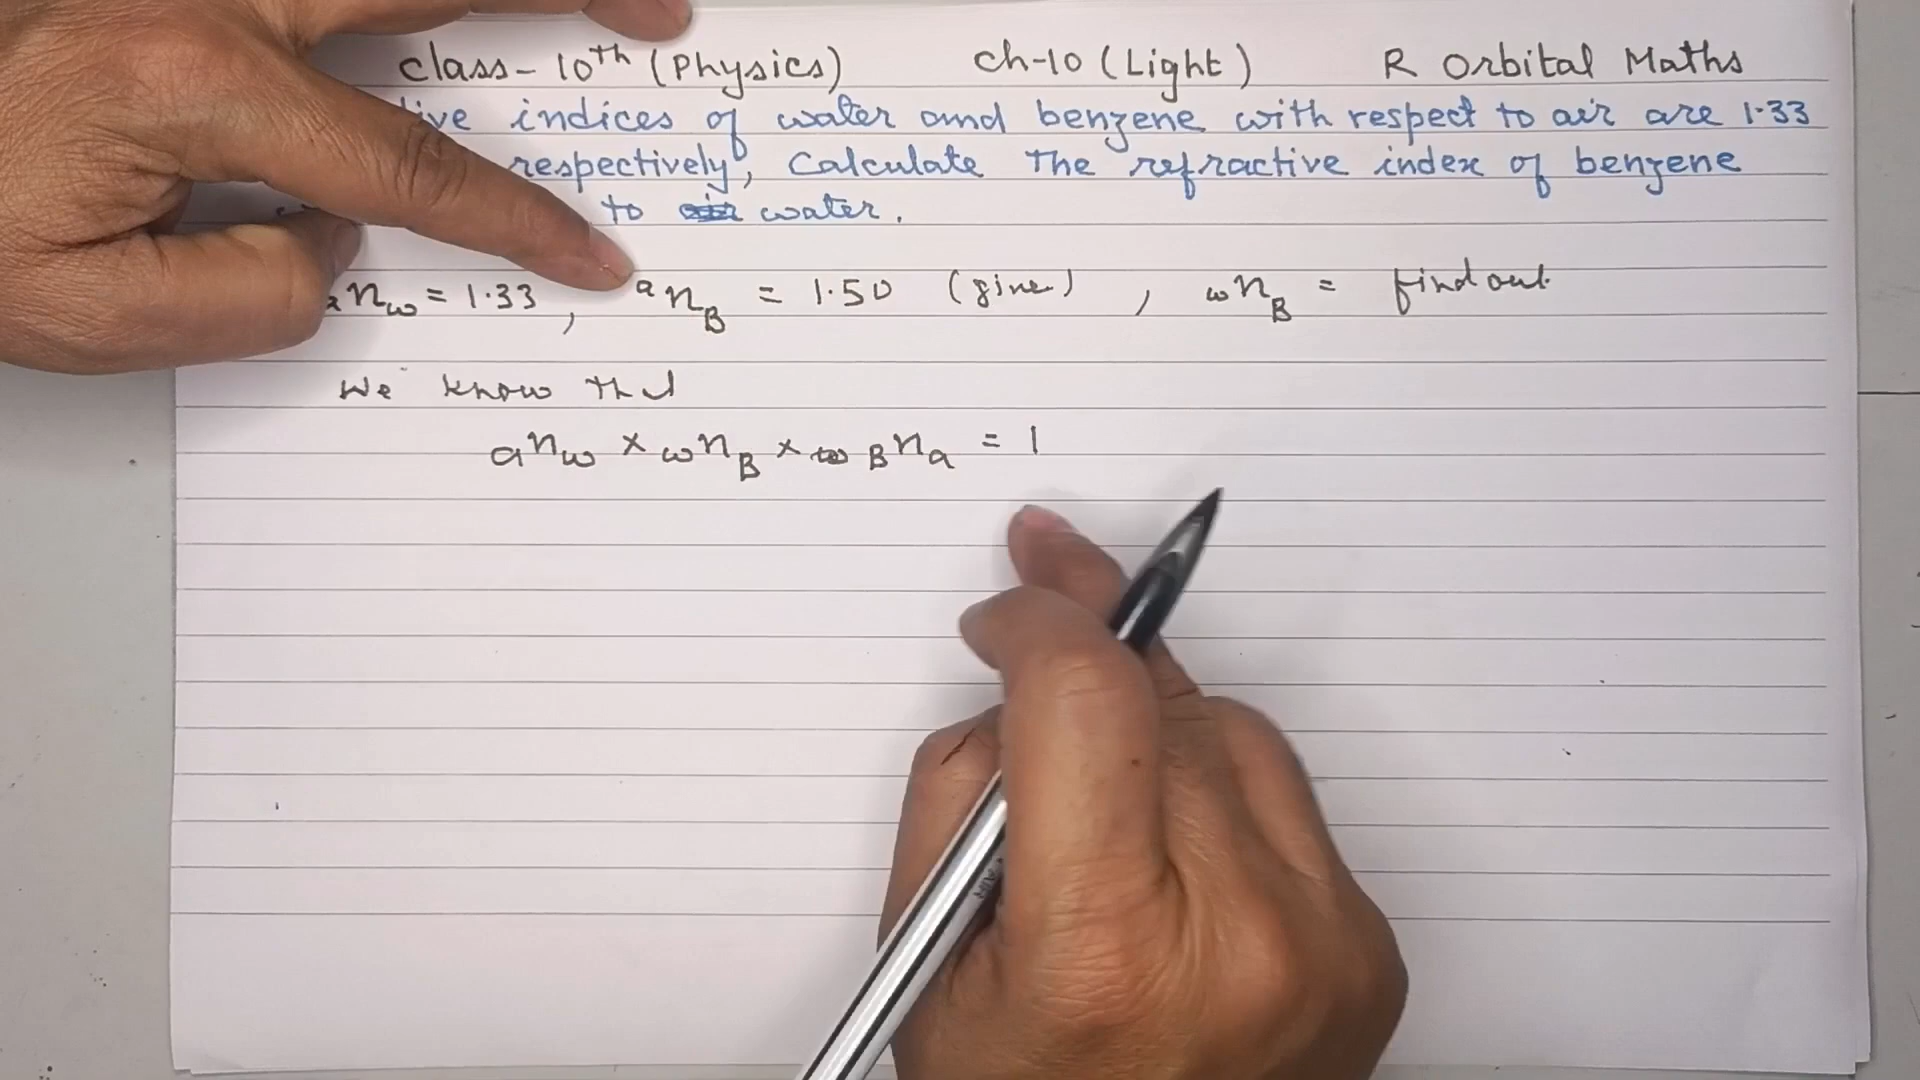 class-10th (Physics) ch-10 (Light) R Orbital Maths
indices of water and benzene with respect to air are 1.33
respectively, Calculate The refractive index of benzene
to water.
anw = 1.33 , anB = 1.50 (give) , wnB = find out
We know that
anw × wnB × BnA = 1